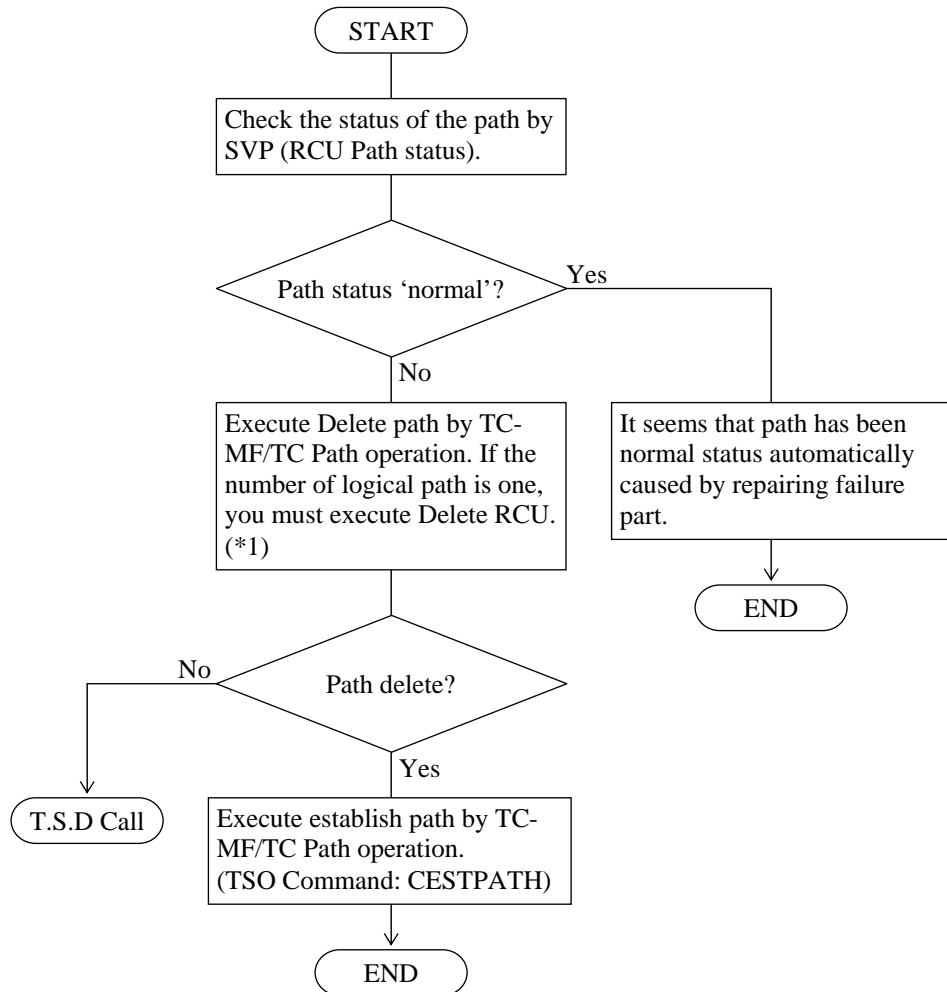 START
Check the status of the path by
SVP (RCU Path status).
Path status ‘normal’?
Yes
No
Execute Delete path by TC-
MF/TC Path operation. If the
number of logical path is one,
you must execute Delete RCU.
(*1)
It seems that path has been
normal status automatically
caused by repairing failure
part.
END
No
Path delete?
Yes
T.S.D Call
Execute establish path by TC-
MF/TC Path operation.
(TSO Command: CESTPATH)
END